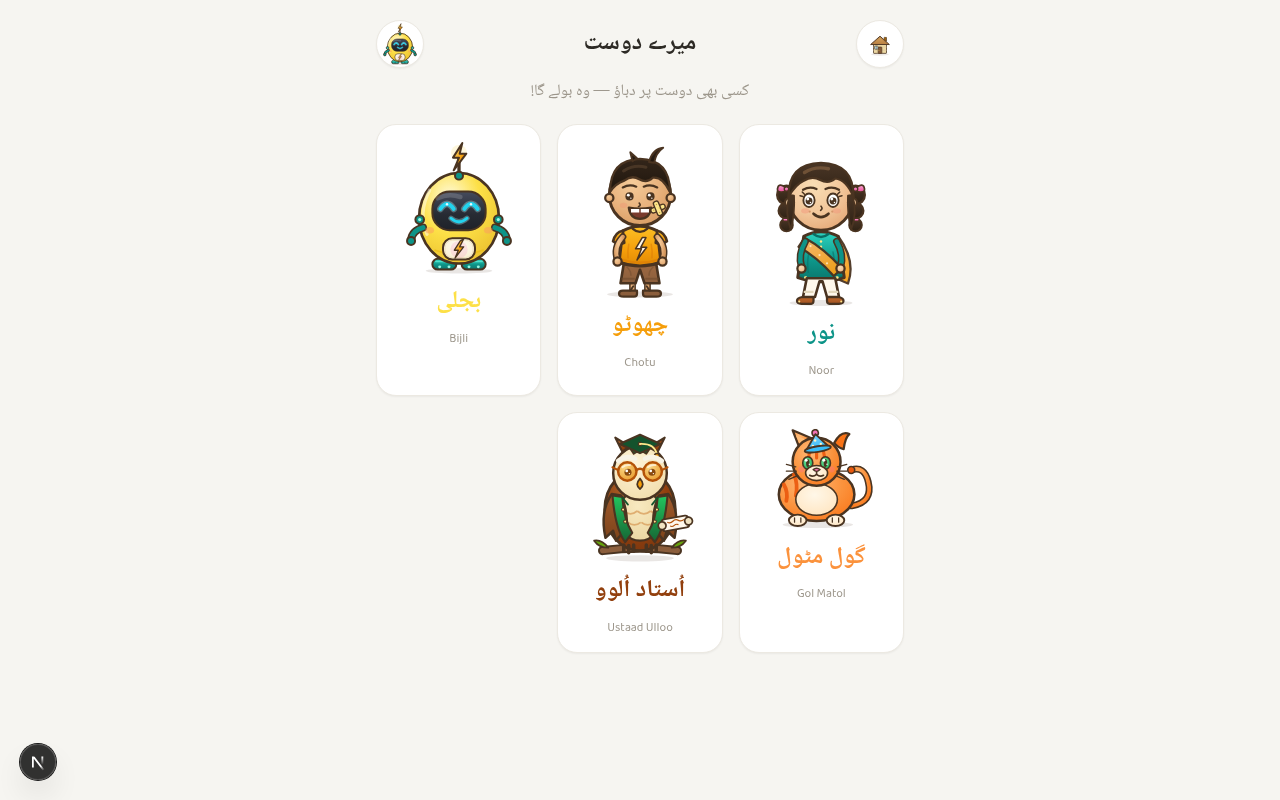 میرے دوست
کسی بھی دوست پر دباؤ — وہ بولے گا!
نور
Noor
چھوٹو
Chotu
بجلی
Bijli
گول مٹول
Gol Matol
اُستاد اُلوو
Ustaad Ulloo
N